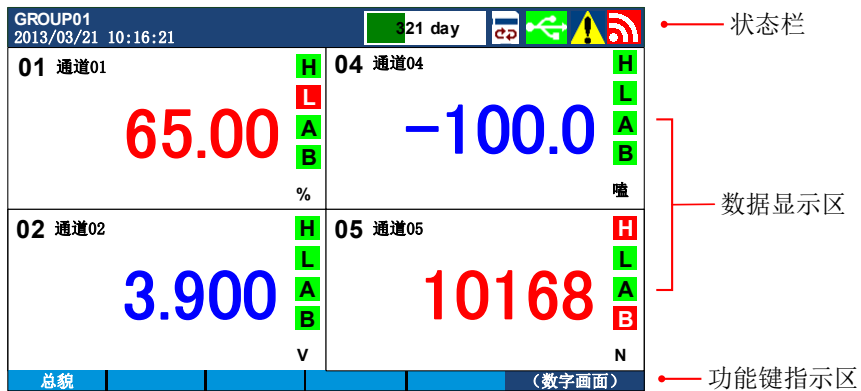 GROUP01
2013/03/21 10:16:21
321 day
状态栏
01 通道01
H
L
A
B
65.00
%
04 通道04
H
L
A
B
-100.0
嗑
数据显示区
02 通道02
H
L
A
B
3.900
V
05 通道05
H
L
A
B
10168
N
总貌
(数字画面)
功能键指示区